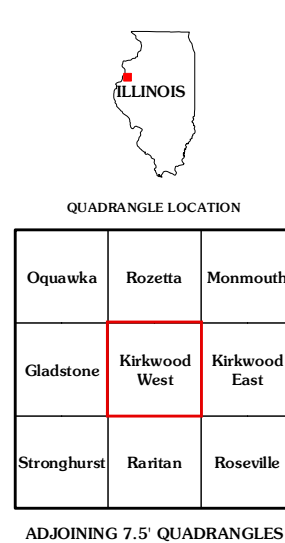 ILLINOIS
QUADRANGLE LOCATION
Oquawka Rozetta Monmouth
Gladstone Kirkwood West Kirkwood East
Stronghurst Raritan Roseville
ADJOINING 7.5' QUADRANGLES